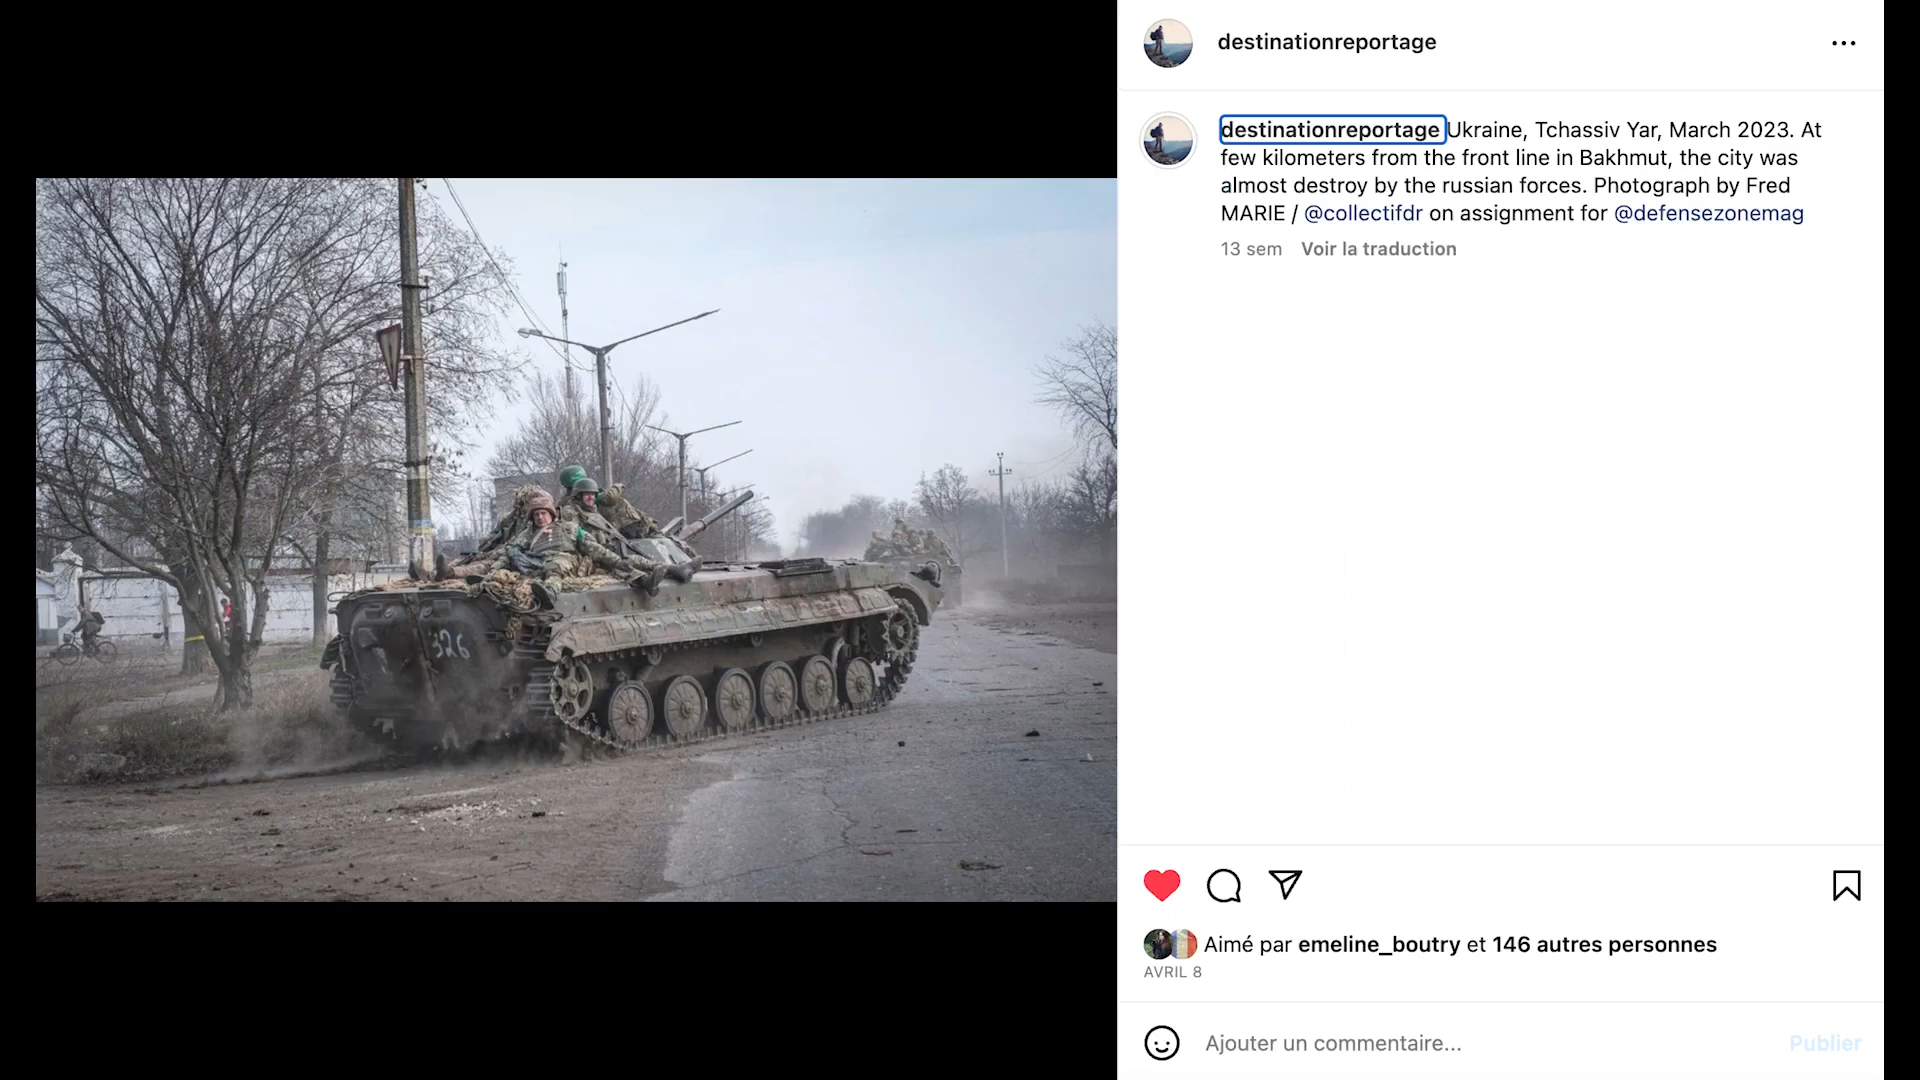 destinationreportage
destinationreportage Ukraine, Tchassiv Yar, March 2023. At
few kilometers from the front line in Bakhmut, the city was
almost destroy by the russian forces. Photograph by Fred
MARIE / @collectifdr on assignment for @defensezonemag
13 sem Voir la traduction
326
Aimé par emeline_boutry et 146 autres personnes
AVRIL 8
Ajouter un commentaire... Publier